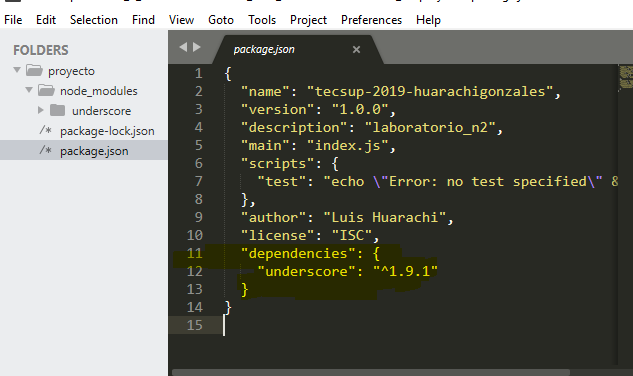 File Edit Selection Find View Goto Tools Project Preferences Help
FOLDERS
proyecto
node_modules
underscore
/* package-lock.json
/* package.json
package.json ×
1 {
2 "name": "tecsup-2019-huarachigonzales",
3 "version": "1.0.0",
4 "description": "laboratorio_n2",
5 "main": "index.js",
6 "scripts": {
7 "test": "echo \"Error: no test specified\" &
8 },
9 "author": "Luis Huarachi",
10 "license": "ISC",
11 "dependencies": {
12 "underscore": "^1.9.1"
13 }
14 }
15